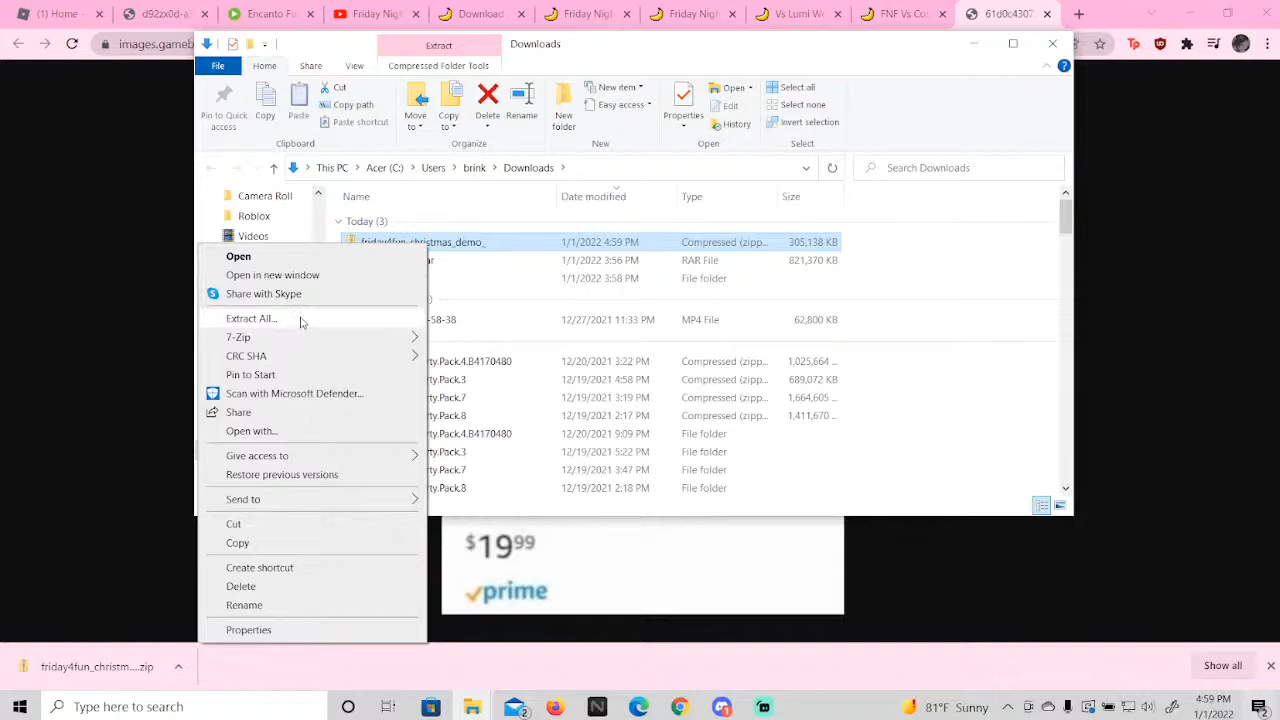 Hololive
d92zx0d-a
Funto
Friday Nigh
[Demo
Friday Nigl
Friday Nig
Vs Lumi W
FNF Vs Co
61d0c4307
images.gameb
Extract
Downloads
File
Home
Share
View
Compressed Folder Tools
Pin to Quick access
Copy
Paste
Cut
Copy path
Paste shortcut
Clipboard
Move to
Copy to
Delete
Rename
Organize
New folder
New item
Easy access
New
Properties
Open
Edit
History
Open
Select all
Select none
Invert selection
Select
This PC
Acer (C:)
Users
brink
Downloads
Search Downloads
Camera Roll
Roblox
Videos
Name
Date modified
Type
Size
Today (3)
friday4fun_christmas_demo_
1/1/2022 4:59 PM
Compressed (zipp...
305,138 KB
ar
1/1/2022 3:56 PM
RAR File
821,370 KB
1/1/2022 3:58 PM
File folder
)
-58-38
12/27/2021 11:33 PM
MP4 File
62,800 KB
ty.Pack.4.B4170480
12/20/2021 3:22 PM
Compressed (zipp...
1,025,664 ...
ty.Pack.3
12/19/2021 4:58 PM
Compressed (zipp...
689,072 KB
ty.Pack.7
12/19/2021 3:19 PM
Compressed (zipp...
1,664,605 ...
ty.Pack.8
12/19/2021 2:17 PM
Compressed (zipp...
1,411,670 ...
ty.Pack.4.B4170480
12/20/2021 9:09 PM
File folder
ty.Pack.3
12/19/2021 5:22 PM
File folder
ty.Pack.7
12/19/2021 3:47 PM
File folder
ty.Pack.8
12/19/2021 2:18 PM
File folder
Open
Open in new window
Share with Skype
Extract All...
7-Zip
CRC SHA
Pin to Start
Scan with Microsoft Defender...
Share
Open with...
Give access to
Restore previous versions
Send to
Cut
Copy
Create shortcut
Delete
Rename
Properties
$19⁹⁹
prime
friday4fun_christm....zip
Show all
Type here to search
81°F Sunny
4:59 PM
1/1/2022